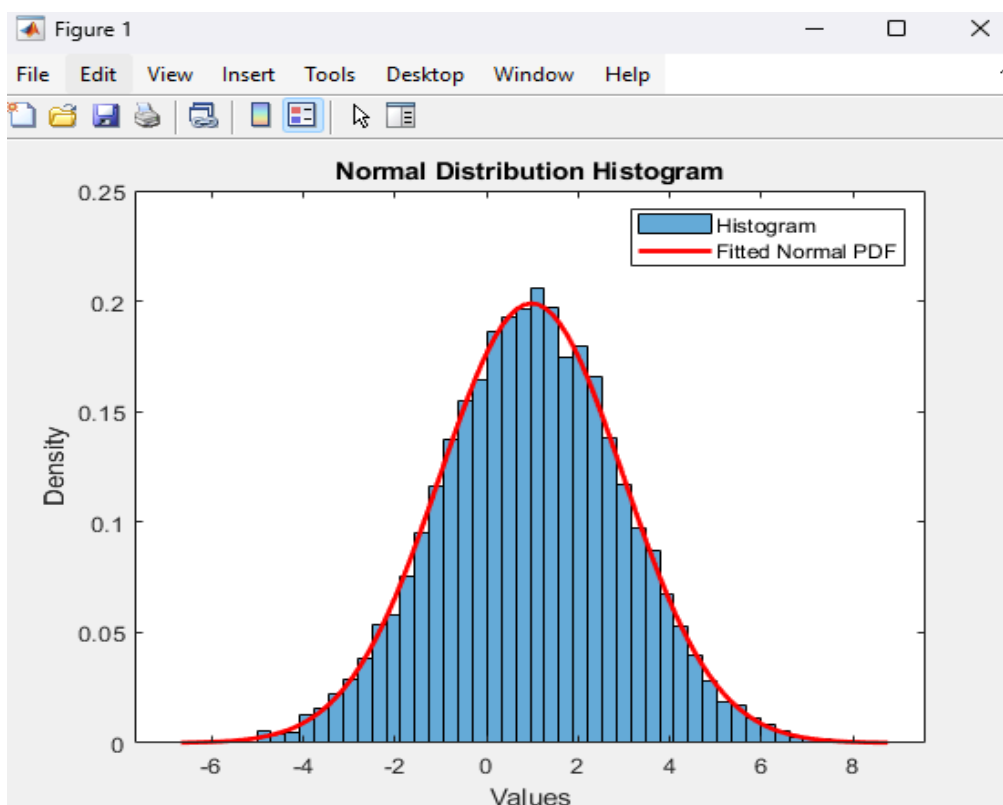 Figure 1
File Edit View Insert Tools Desktop Window Help
Normal Distribution Histogram
0.25
Histogram
Fitted Normal PDF
0.2
0.15
Density
0.1
0.05
0
-6 -4 -2 0 2 4 6 8
Values